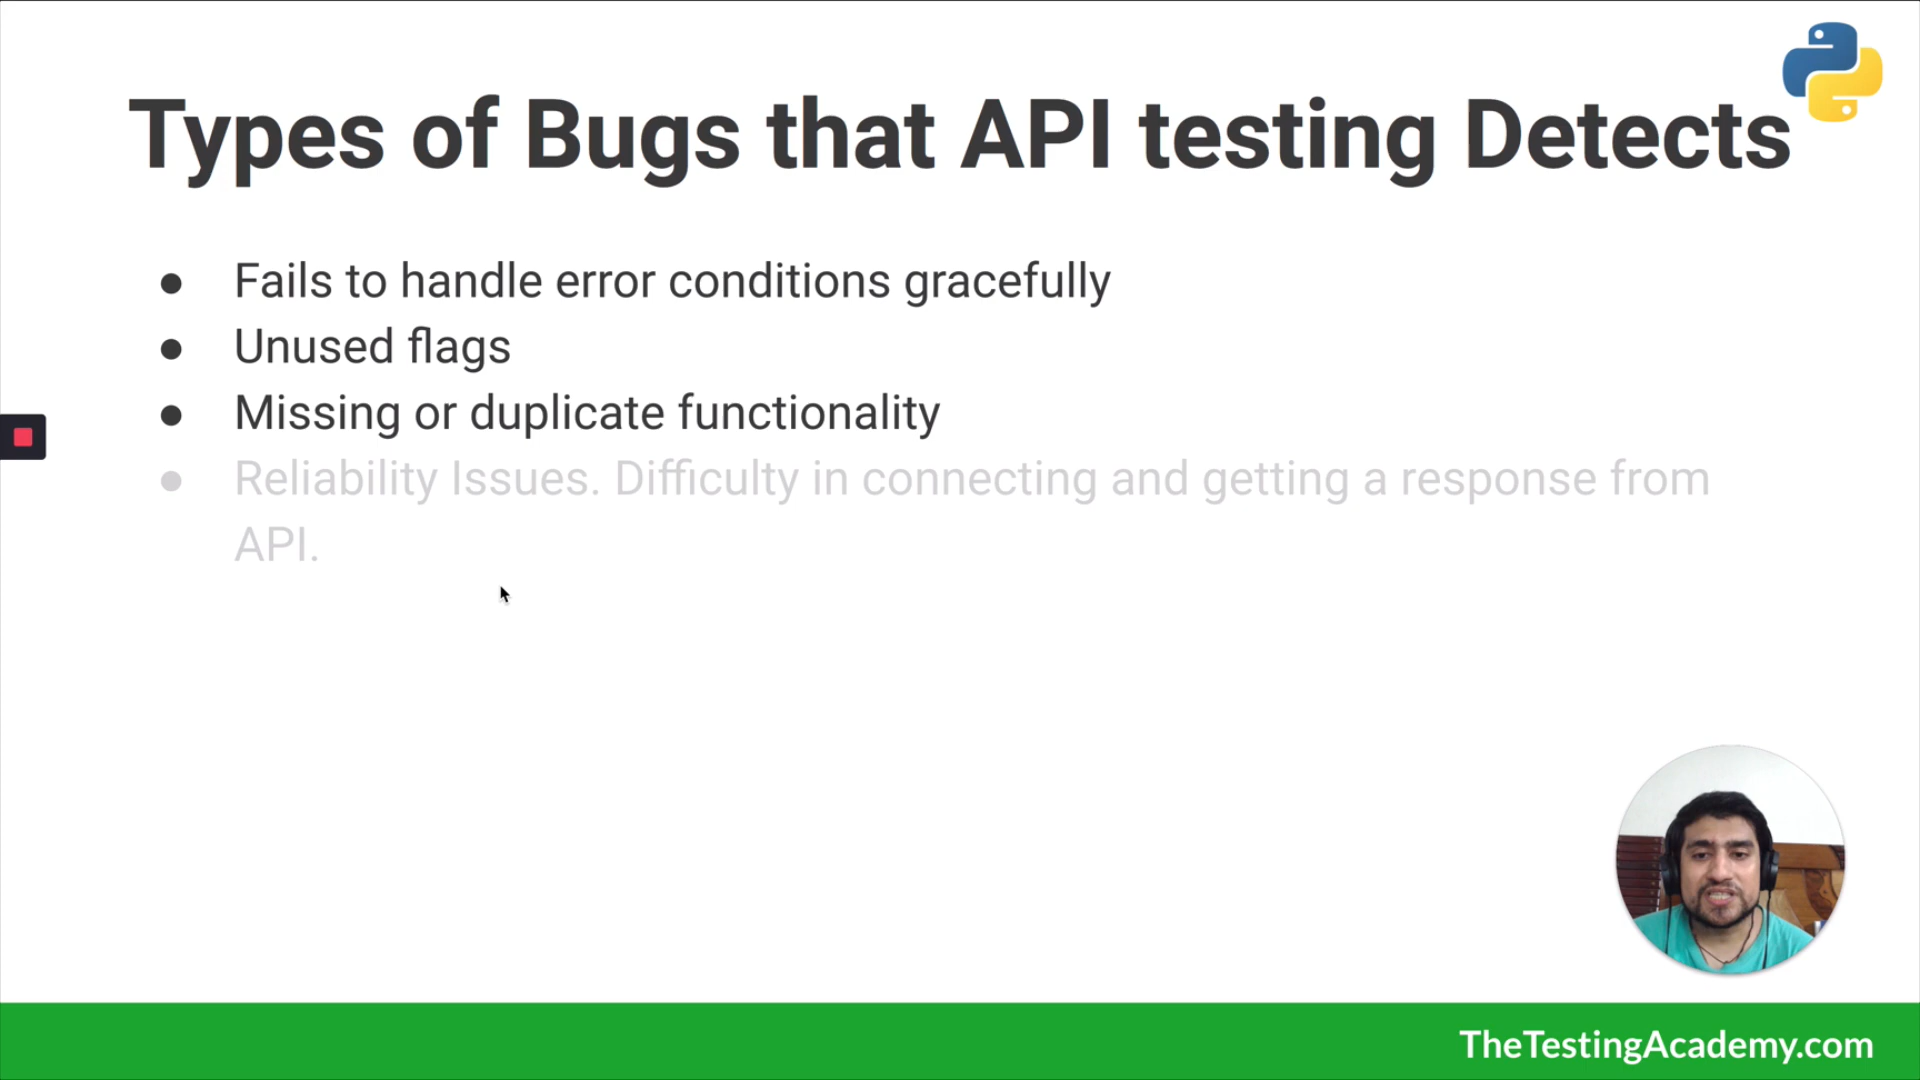 Types of Bugs that API testing Detects
● Fails to handle error conditions gracefully
● Unused flags
● Missing or duplicate functionality
● Reliability Issues. Difficulty in connecting and getting a response from
API.
TheTestingAcademy.com